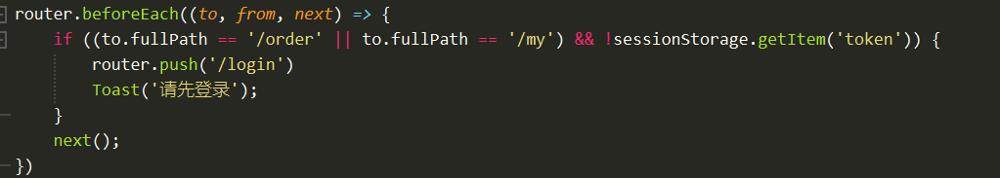 router.beforeEach((to, from, next) => {
if ((to.fullPath == '/order' || to.fullPath == '/my') && !sessionStorage.getItem('token')) {
router.push('/login')
Toast('请先登录');
}
next();
})